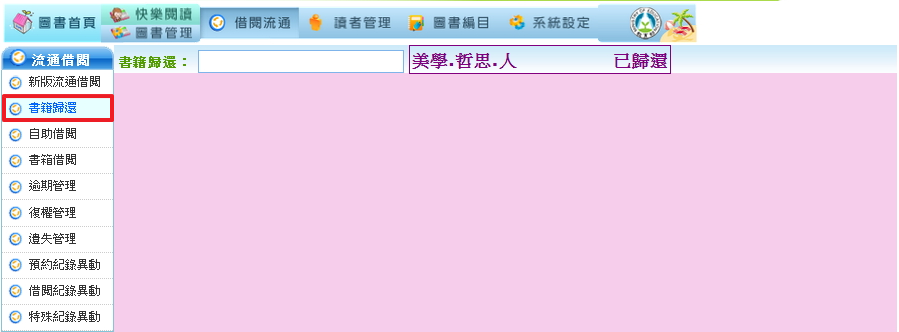 圖書首頁
快樂閱讀
圖書管理
借閱流通
讀者管理
圖書編目
系統設定
流通借閱
書籍歸還：
美學.哲思.人 已歸還
新版流通借閱
書籍歸還
自助借閱
書箱借閱
逾期管理
復權管理
遺失管理
預約紀錄異動
借閱紀錄異動
特殊紀錄異動